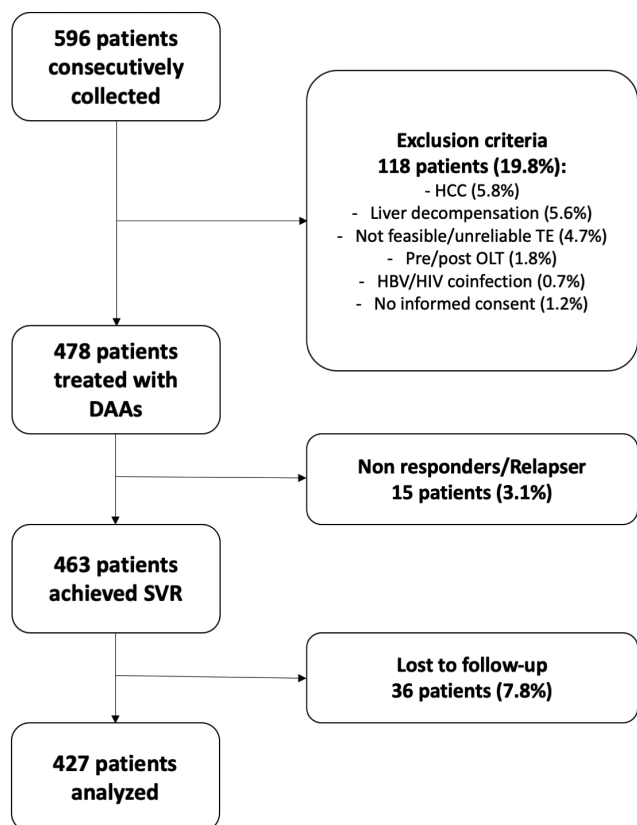 596 patients
consecutively
collected
Exclusion criteria
118 patients (19.8%):
- HCC (5.8%)
- Liver decompensation (5.6%)
- Not feasible/unreliable TE (4.7%)
- Pre/post OLT (1.8%)
- HBV/HIV coinfection (0.7%)
- No informed consent (1.2%)
478 patients
treated with
DAAs
Non responders/Relapser
15 patients (3.1%)
463 patients
achieved SVR
Lost to follow-up
36 patients (7.8%)
427 patients
analyzed